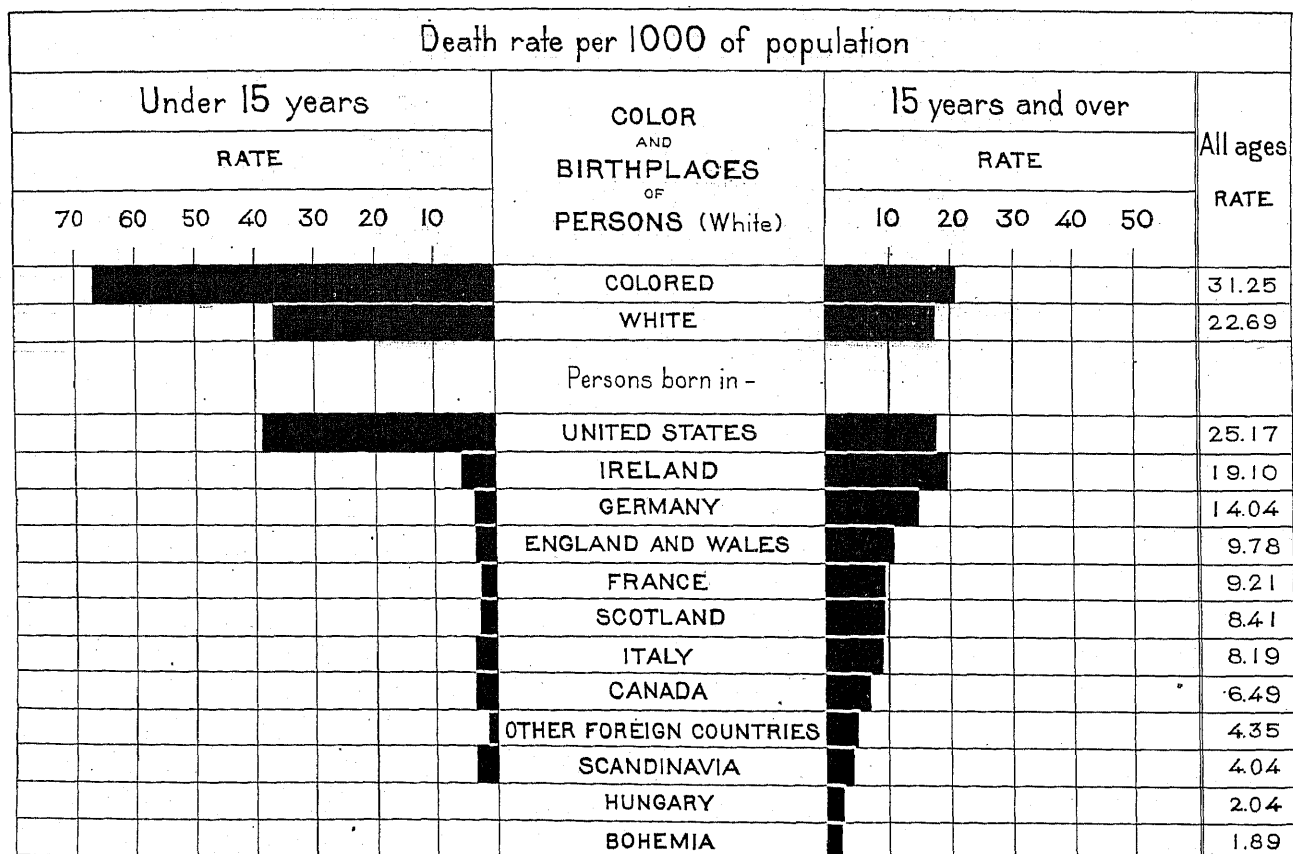 Death rate per 1000 of population
Under 15 years
COLOR
AND
BIRTHPLACES
OF
PERSONS (White)
15 years and over
All ages
RATE
RATE
RATE
70 60 50 40 30 20 10
10 20 30 40 50
COLORED 31.25
WHITE 22.69
Persons born in -
UNITED STATES 25.17
IRELAND 19.10
GERMANY 14.04
ENGLAND AND WALES 9.78
FRANCE 9.21
SCOTLAND 8.41
ITALY 8.19
CANADA 6.49
OTHER FOREIGN COUNTRIES 4.35
SCANDINAVIA 4.04
HUNGARY 2.04
BOHEMIA 1.89